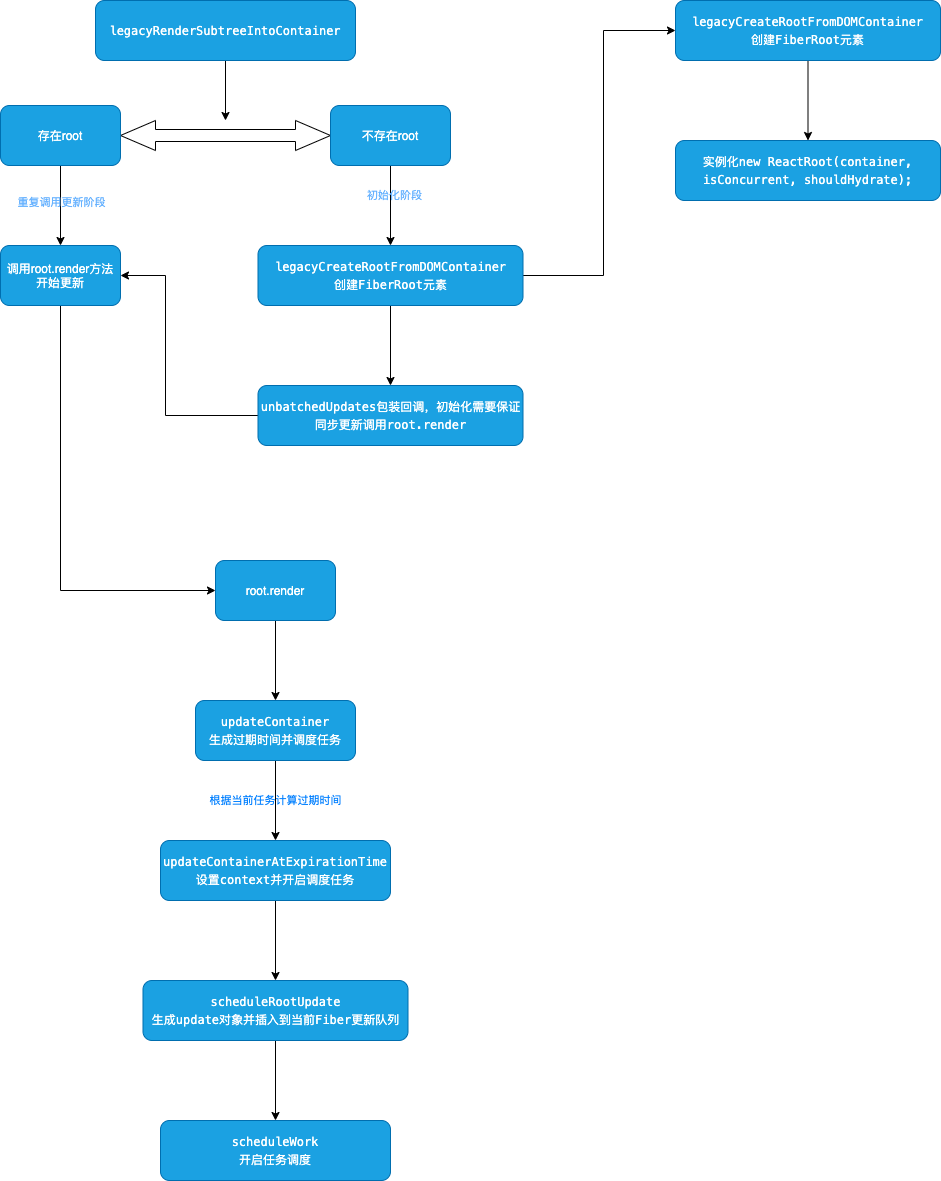 legacyRenderSubtreeIntoContainer
legacyCreateRootFromDOMContainer
创建FiberRoot元素
存在root
不存在root
实例化new ReactRoot(container,
isConcurrent, shouldHydrate);
重复调用更新阶段
初始化阶段
调用root.render方法
开始更新
legacyCreateRootFromDOMContainer
创建FiberRoot元素
unbatchedUpdates包装回调，初始化需要保证
同步更新调用root.render
root.render
updateContainer
生成过期时间并调度任务
根据当前任务计算过期时间
updateContainerAtExpirationTime
设置context并开启调度任务
scheduleRootUpdate
生成update对象并插入到当前Fiber更新队列
scheduleWork
开启任务调度